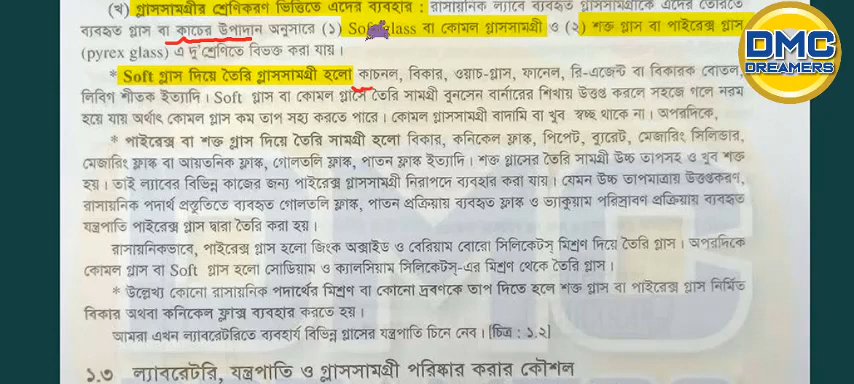 (খ) গ্লাসসামগ্রীর শ্রেণিকরণ ভিত্তিতে এদের ব্যবহার : রাসায়নিক ল্যাবে ব্যবহৃত গ্লাসসামগ্রীকে এদের তৈরিতে
ব্যবহৃত গ্লাস বা কাচের উপাদান অনুসারে (১) Soft glass বা কোমল গ্লাসসামগ্রী ও (২) শক্ত গ্লাস বা পাইরেক্স গ্লাস
(pyrex glass) এ দু'শ্রেণিতে বিভক্ত করা যায়।
* Soft গ্লাস দিয়ে তৈরি গ্লাসসামগ্রী হলো কাচনল, বিকার, ওয়াচ-গ্লাস, ফানেল, রি-এজেন্ট বা বিকারক বোতল,
লিবিগ শীতক ইত্যাদি। Soft গ্লাস বা কোমল গ্লাসে তৈরি সামগ্রী বুনসেন বার্নারের শিখায় উত্তপ্ত করলে সহজে গলে নরম
হয়ে যায় অর্থাৎ কোমল গ্লাস কম তাপ সহ্য করতে পারে। কোমল গ্লাসসামগ্রী বাদামি বা খুব স্বচ্ছ থাকে না। অপরদিকে,
* পাইরেক্স বা শক্ত গ্লাস দিয়ে তৈরি সামগ্রী হলো বিকার, কনিকেল ফ্লাস্ক, পিপেট, ব্যুরেট, মেজারিং সিলিন্ডার,
মেজারিং ফ্লাস্ক বা আয়তনিক ফ্লাস্ক, গোলতলি ফ্লাস্ক, পাতন ফ্লাস্ক ইত্যাদি। শক্ত গ্লাসের তৈরি সামগ্রী উচ্চ তাপসহ ও খুব শক্ত
হয়। তাই ল্যাবের বিভিন্ন কাজের জন্য পাইরেক্স গ্লাসসামগ্রী নিরাপদে ব্যবহার করা যায়। যেমন উচ্চ তাপমাত্রায় উত্তপ্তকরণ,
রাসায়নিক পদার্থ প্রস্তুতিতে ব্যবহৃত গোলতলি ফ্লাস্ক, পাতন প্রক্রিয়ায় ব্যবহৃত ফ্লাস্ক ও ভ্যাকুয়াম পরিস্রাবণ প্রক্রিয়ায় ব্যবহৃত
যন্ত্রপাতি পাইরেক্স গ্লাস দ্বারা তৈরি করা হয়।
রাসায়নিকভাবে, পাইরেক্স গ্লাস হলো জিংক অক্সাইড ও বেরিয়াম বোরো সিলিকেটস্ মিশ্রণ দিয়ে তৈরি গ্লাস। অপরদিকে
কোমল গ্লাস বা Soft গ্লাস হলো সোডিয়াম ও ক্যালসিয়াম সিলিকেটস্-এর মিশ্রণ থেকে তৈরি গ্লাস।
* উল্লেখ্য কোনো রাসায়নিক পদার্থের মিশ্রণ বা কোনো দ্রবণকে তাপ দিতে হলে শক্ত গ্লাস বা পাইরেক্স গ্লাস নির্মিত
বিকার অথবা কনিকেল ফ্লাক্স ব্যবহার করতে হয়।
আমরা এখন ল্যাবরেটরিতে ব্যবহার্য বিভিন্ন গ্লাসের যন্ত্রপাতি চিনে নেব। [চিত্র : ১.২]
১.৩ ল্যাবরেটরি, যন্ত্রপাতি ও গ্লাসসামগ্রী পরিষ্কার করার কৌশল
DMC
DREAMERS
DMC